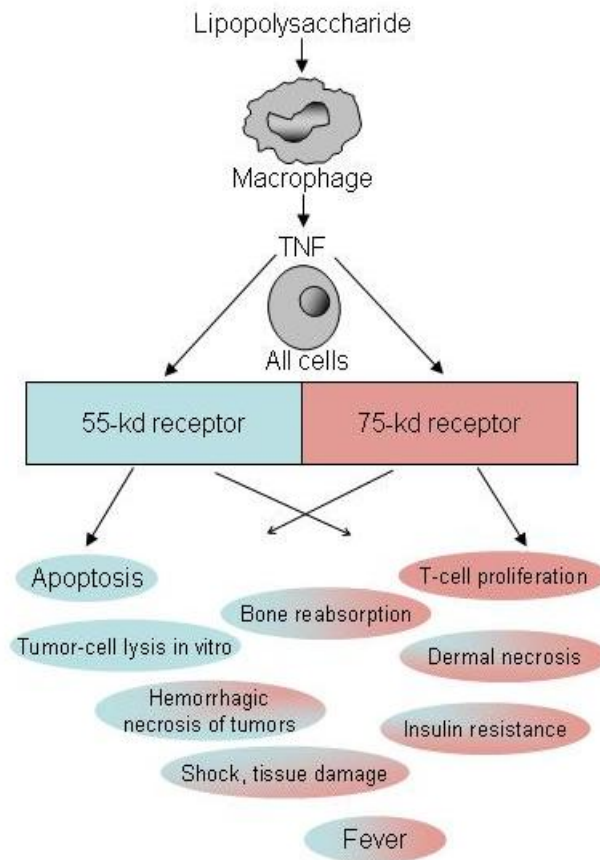 Lipopolysaccharide
Macrophage
TNF
All cells
55-kd receptor
75-kd receptor
Apoptosis
T-cell proliferation
Bone reabsorption
Tumor-cell lysis in vitro
Dermal necrosis
Hemorrhagic
necrosis of tumors
Insulin resistance
Shock, tissue damage
Fever